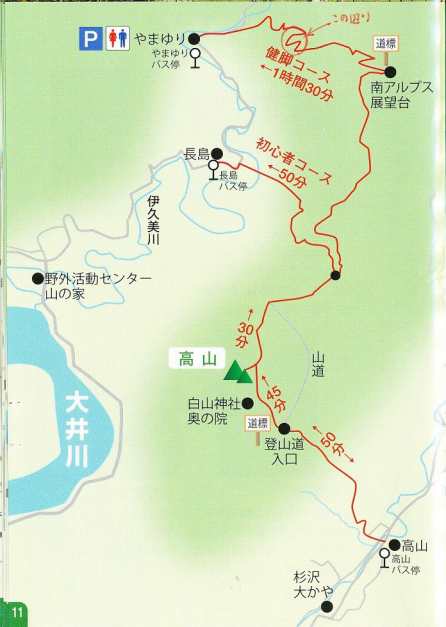 この辺り
P
やまゆり
やまゆり
バス停
道標
健脚コース
←1時間30分
南アルプス
展望台
長島
長島
バス停
初心者コース
←50分
伊久美川
野外活動センター
山の家
←30分
高山
山道
大井川
←45分
白山神社
奥の院
道標
登山道
入口
←50分→
高山
高山
バス停
杉沢
大かや
11